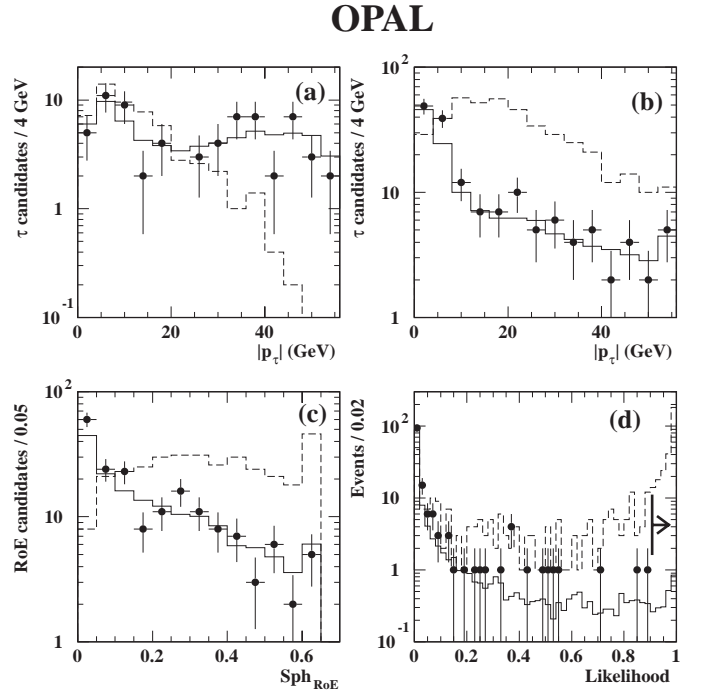 OPAL
(a)
τ candidates / 4 GeV
10
1
10 -1
0 20 40
|pτ| (GeV)
(b)
τ candidates / 4 GeV
10 2
10
1
0 20 40
|pτ| (GeV)
(c)
RoE candidates / 0.05
10 2
10
1
0 0.2 0.4 0.6
SphRoE
(d)
Events / 0.02
10 2
10
1
10 -1
0 0.2 0.4 0.6 0.8 1
Likelihood